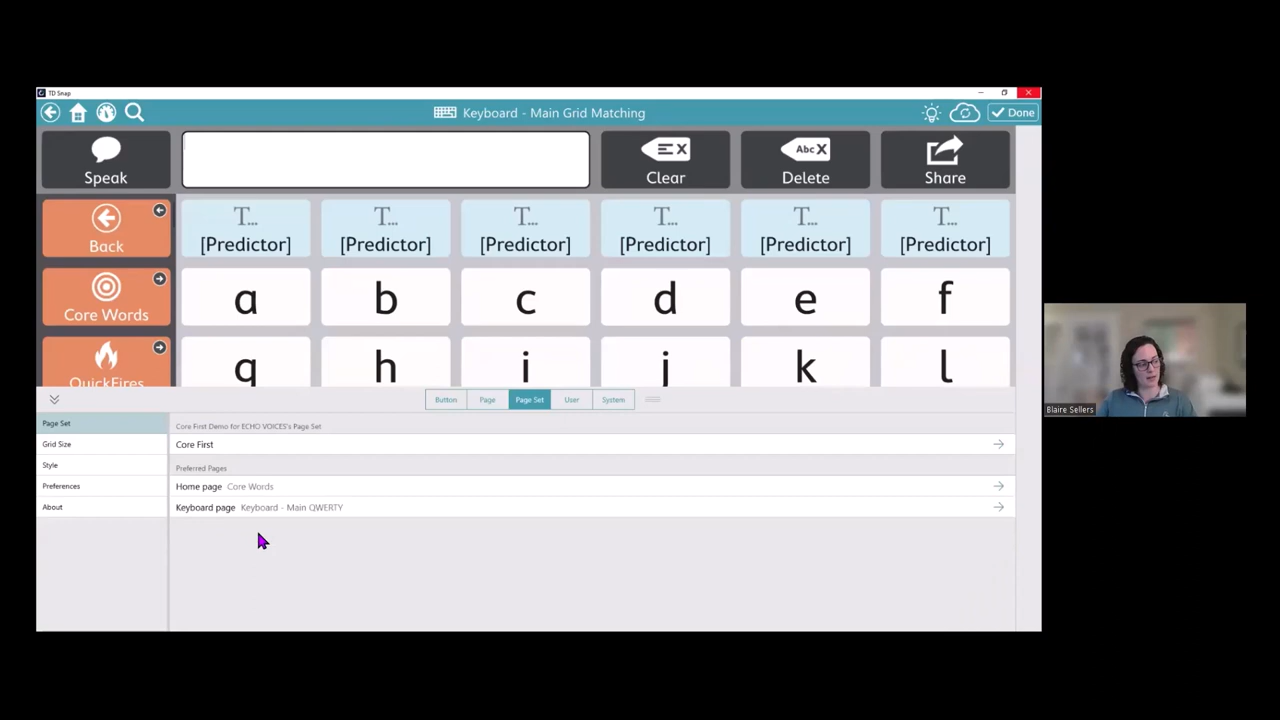 TD Snap
Keyboard - Main Grid Matching
Done
Speak
Clear
Abc
Delete
Share
Back
T...
[Predictor]
T...
[Predictor]
T...
[Predictor]
T...
[Predictor]
T...
[Predictor]
T...
[Predictor]
Core Words
a
b
c
d
e
f
QuickFires
g
h
i
j
k
l
Button
Page
Page Set
User
System
Page Set
Grid Size
Style
Preferences
About
Core First Demo for ECHO VOICES's Page Set
Core First
Preferred Pages
Home page Core Words
Keyboard page Keyboard - Main QWERTY
Blaire Sellers